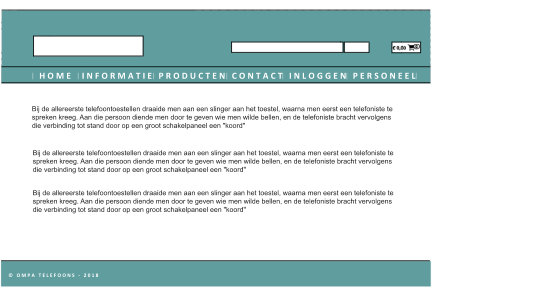 € 0,00
HOME INFORMATIE PRODUCTEN CONTACT INLOGGEN PERSONEEL
Bij de allereerste telefoontoestellen draaide men aan een slinger aan het toestel, waarna men eerst een telefoniste te
spreken kreeg. Aan die persoon diende men door te geven wie men wilde bellen, en de telefoniste bracht vervolgens
die verbinding tot stand door op een groot schakelpaneel een "koord"
Bij de allereerste telefoontoestellen draaide men aan een slinger aan het toestel, waarna men eerst een telefoniste te
spreken kreeg. Aan die persoon diende men door te geven wie men wilde bellen, en de telefoniste bracht vervolgens
die verbinding tot stand door op een groot schakelpaneel een "koord"
Bij de allereerste telefoontoestellen draaide men aan een slinger aan het toestel, waarna men eerst een telefoniste te
spreken kreeg. Aan die persoon diende men door te geven wie men wilde bellen, en de telefoniste bracht vervolgens
die verbinding tot stand door op een groot schakelpaneel een "koord"
© OMPA TELEFOONS - 2018